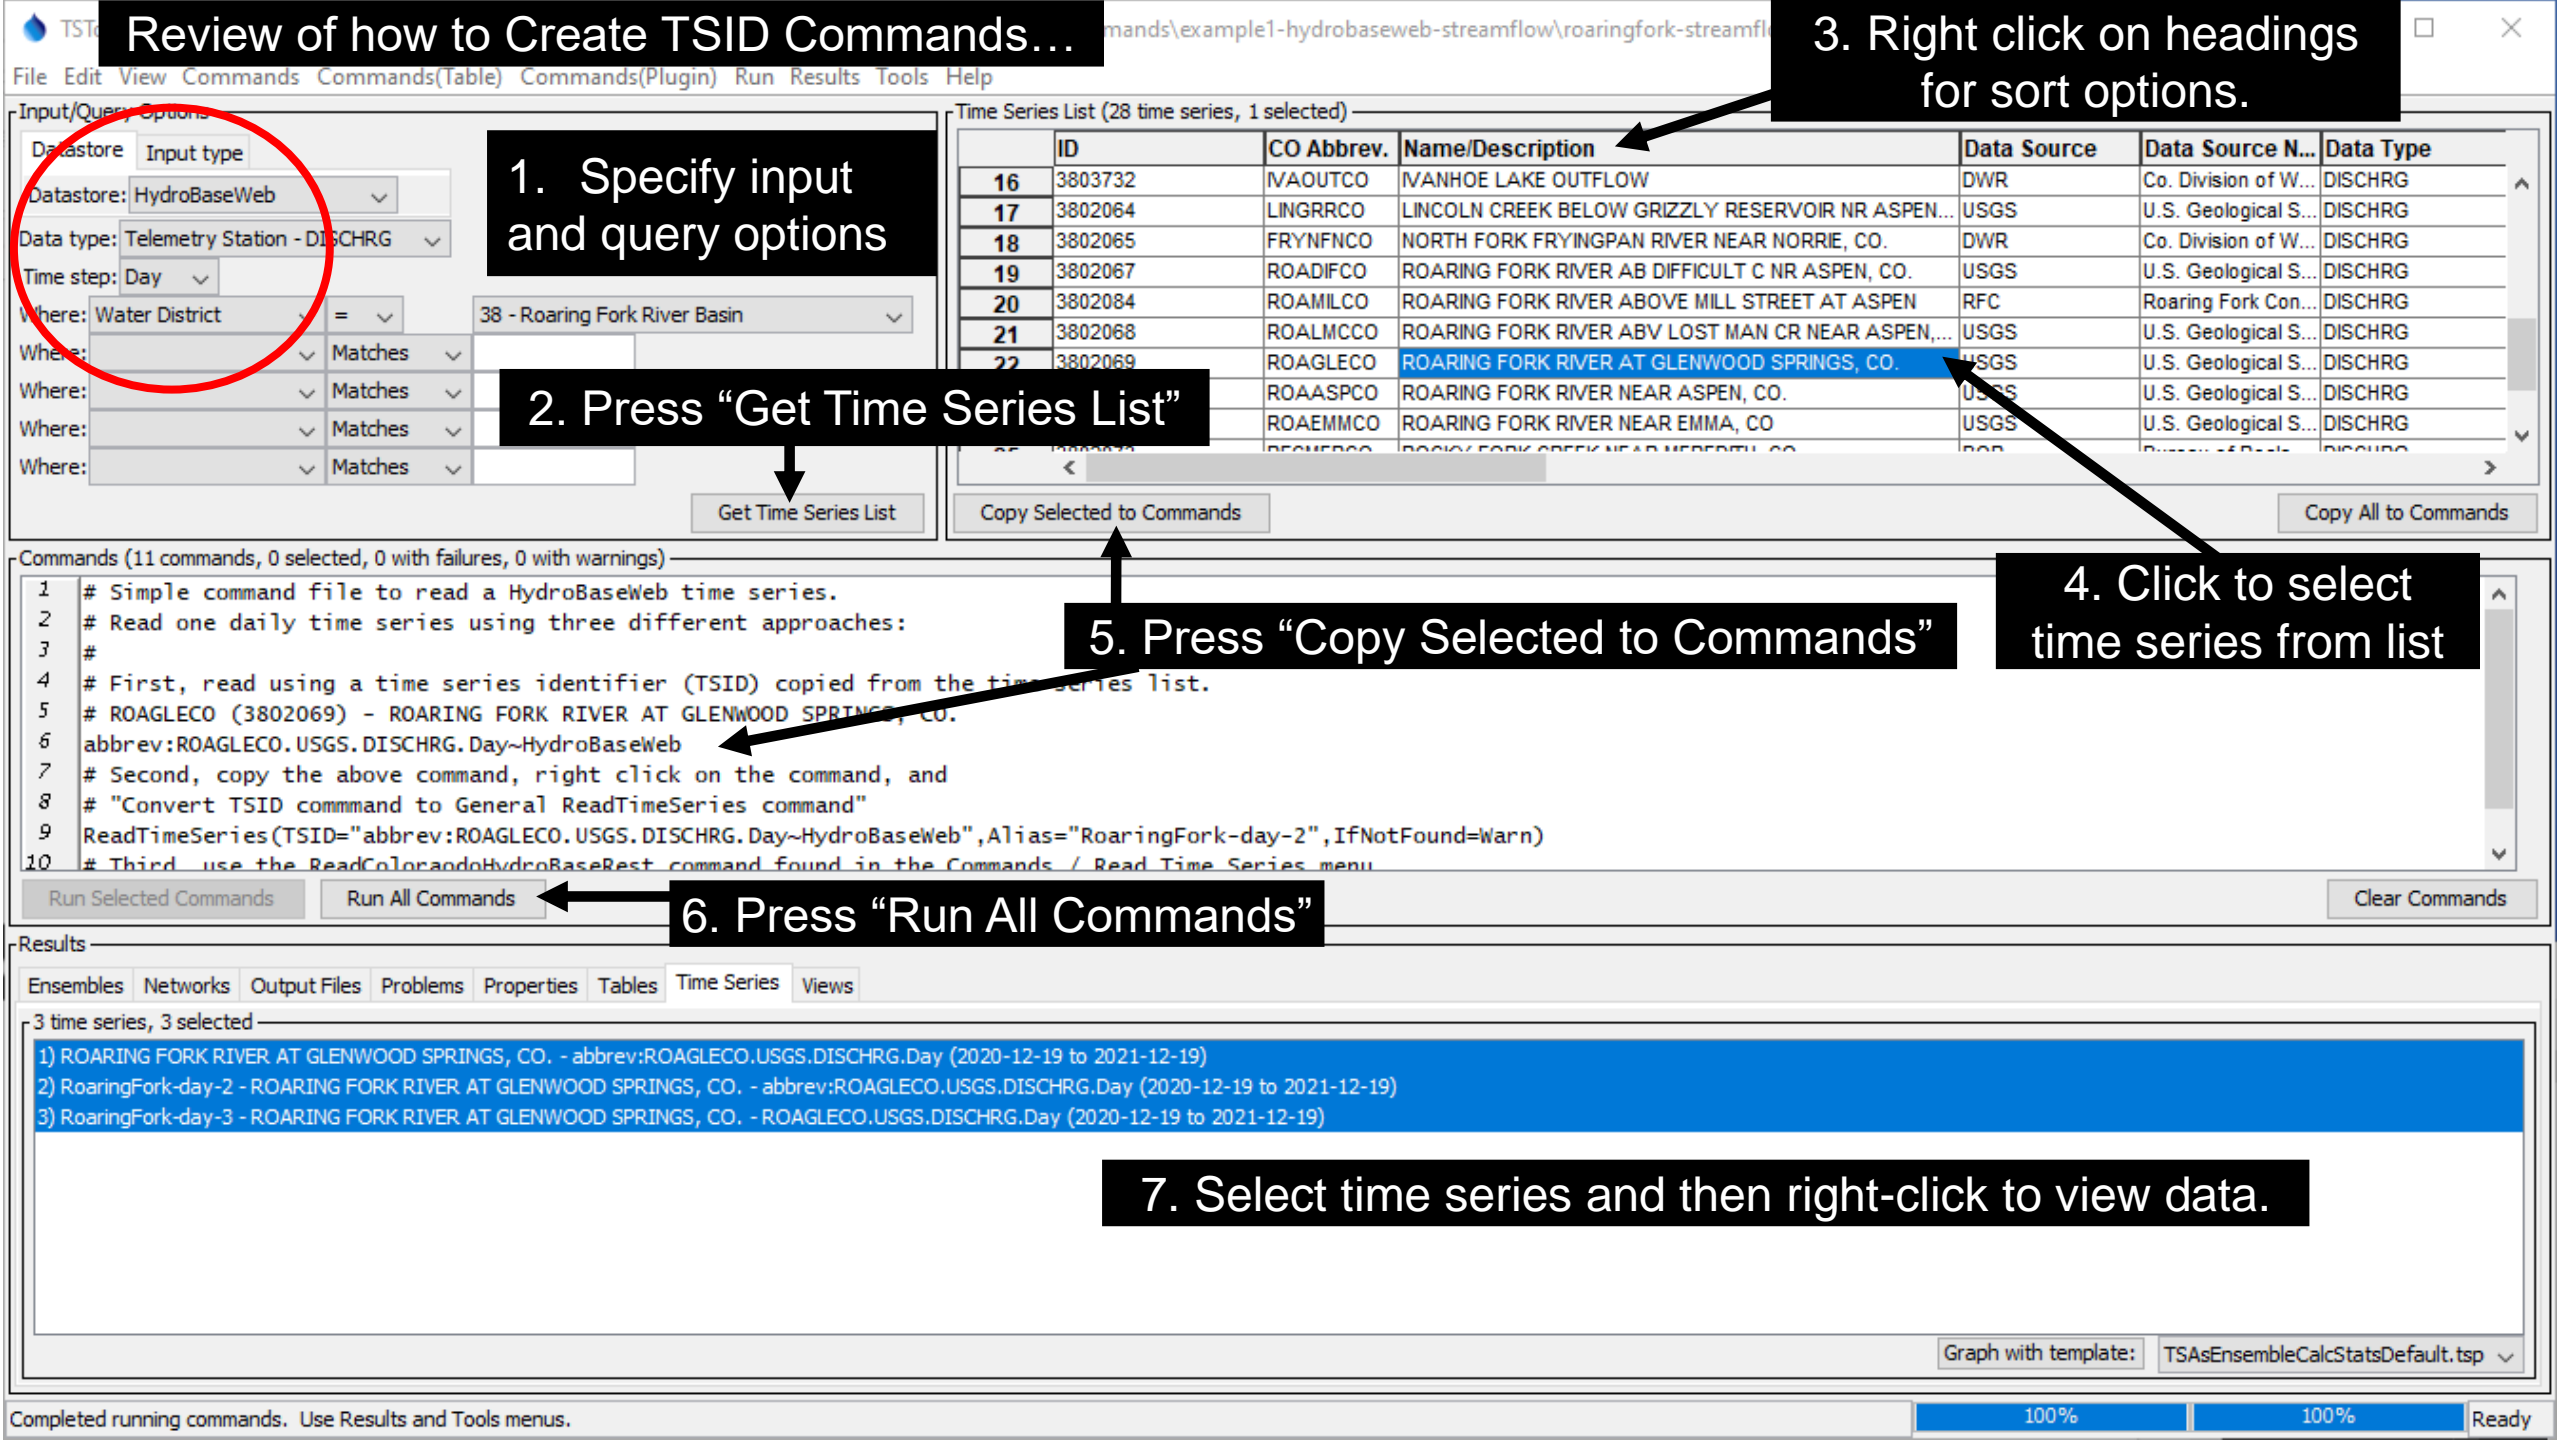 Review of how to Create TSID Commands…
mands\example1-hydrobaseweb-streamflow\roaringfork-streamfl
3. Right click on headings
for sort options.
File Edit View Commands Commands(Table) Commands(Plugin) Run Results Tools Help
Input/Query Options
Datastore Input type
Datastore: HydroBaseWeb
Data type: Telemetry Station - DISCHRG
Time step: Day
Where: Water District = 38 - Roaring Fork River Basin
Where: Matches
Where: Matches
Where: Matches
Where: Matches
1. Specify input
and query options
2. Press “Get Time Series List”
Get Time Series List
Time Series List (28 time series, 1 selected)
ID CO Abbrev. Name/Description Data Source Data Source N... Data Type
16 3803732 IVAOUTCO IVANHOE LAKE OUTFLOW DWR Co. Division of W... DISCHRG
17 3802064 LINGRRCO LINCOLN CREEK BELOW GRIZZLY RESERVOIR NR ASPEN... USGS U.S. Geological S... DISCHRG
18 3802065 FRYNFNCO NORTH FORK FRYINGPAN RIVER NEAR NORRIE, CO. DWR Co. Division of W... DISCHRG
19 3802067 ROADIFCO ROARING FORK RIVER AB DIFFICULT C NR ASPEN, CO. USGS U.S. Geological S... DISCHRG
20 3802084 ROAMILCO ROARING FORK RIVER ABOVE MILL STREET AT ASPEN RFC Roaring Fork Con... DISCHRG
21 3802068 ROALMCCO ROARING FORK RIVER ABV LOST MAN CR NEAR ASPEN,... USGS U.S. Geological S... DISCHRG
22 3802069 ROAGLECO ROARING FORK RIVER AT GLENWOOD SPRINGS, CO. USGS U.S. Geological S... DISCHRG
ROAASPCO ROARING FORK RIVER NEAR ASPEN, CO. USGS U.S. Geological S... DISCHRG
ROAEMMCO ROARING FORK RIVER NEAR EMMA, CO USGS U.S. Geological S... DISCHRG
Copy Selected to Commands
Copy All to Commands
4. Click to select
time series from list
5. Press “Copy Selected to Commands”
Commands (11 commands, 0 selected, 0 with failures, 0 with warnings)
1 # Simple command file to read a HydroBaseWeb time series.
2 # Read one daily time series using three different approaches:
3 #
4 # First, read using a time series identifier (TSID) copied from the time series list.
5 # ROAGLECO (3802069) - ROARING FORK RIVER AT GLENWOOD SPRINGS, CO.
6 abbrev:ROAGLECO.USGS.DISCHRG.Day~HydroBaseWeb
7 # Second, copy the above command, right click on the command, and
8 # "Convert TSID commmand to General ReadTimeSeries command"
9 ReadTimeSeries(TSID="abbrev:ROAGLECO.USGS.DISCHRG.Day~HydroBaseWeb",Alias="RoaringFork-day-2",IfNotFound=Warn)
10 # Third, use the ReadColoraodoHydroBaseRest command found in the Commands / Read Time Series menu
Run Selected Commands
Run All Commands
6. Press “Run All Commands”
Clear Commands
Results
Ensembles Networks Output Files Problems Properties Tables Time Series Views
3 time series, 3 selected
1) ROARING FORK RIVER AT GLENWOOD SPRINGS, CO. - abbrev:ROAGLECO.USGS.DISCHRG.Day (2020-12-19 to 2021-12-19)
2) RoaringFork-day-2 - ROARING FORK RIVER AT GLENWOOD SPRINGS, CO. - abbrev:ROAGLECO.USGS.DISCHRG.Day (2020-12-19 to 2021-12-19)
3) RoaringFork-day-3 - ROARING FORK RIVER AT GLENWOOD SPRINGS, CO. - ROAGLECO.USGS.DISCHRG.Day (2020-12-19 to 2021-12-19)
7. Select time series and then right-click to view data.
Graph with template: TSAsEnsembleCalcStatsDefault.tsp
Completed running commands. Use Results and Tools menus.
100% 100% Ready